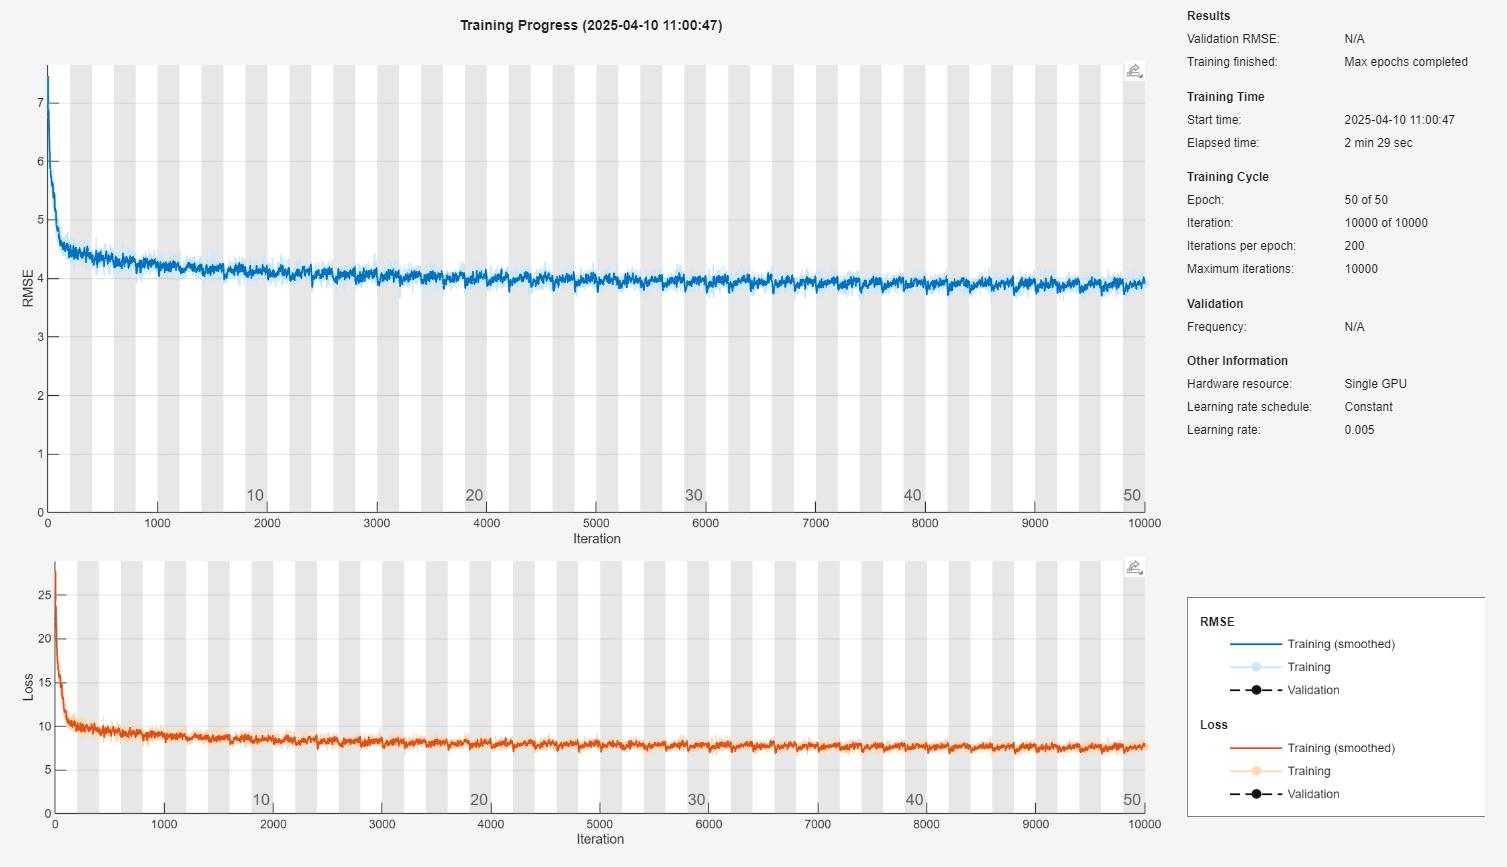 Training Progress (2025-04-10 11:00:47)
7
6
5
4
3
2
1
0
RMSE
10
20
30
40
50
0
1000
2000
3000
4000
5000
6000
7000
8000
9000
10000
Iteration
25
20
15
10
5
0
Loss
10
20
30
40
50
0
1000
2000
3000
4000
5000
6000
7000
8000
9000
10000
Iteration
Results
Validation RMSE: N/A
Training finished: Max epochs completed
Training Time
Start time: 2025-04-10 11:00:47
Elapsed time: 2 min 29 sec
Training Cycle
Epoch: 50 of 50
Iteration: 10000 of 10000
Iterations per epoch: 200
Maximum iterations: 10000
Validation
Frequency: N/A
Other Information
Hardware resource: Single GPU
Learning rate schedule: Constant
Learning rate: 0.005
RMSE
Training (smoothed)
Training
Validation
Loss
Training (smoothed)
Training
Validation